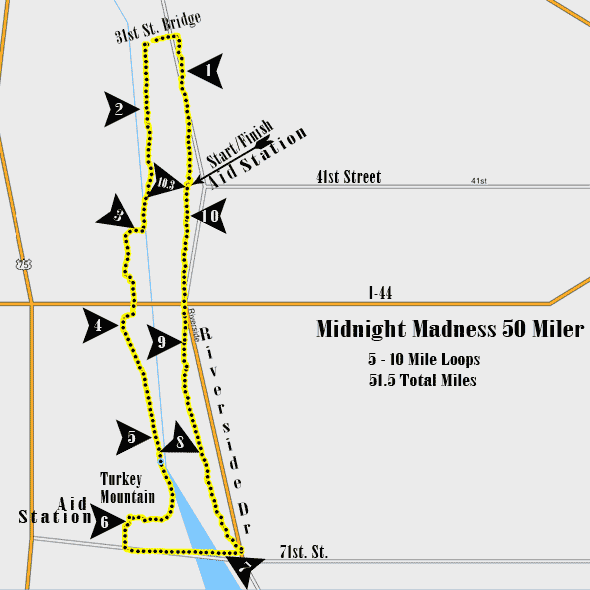 31st St. Bridge
1
2
Start/Finish
Aid Station
10.3
41st Street
41st
3
10
75
I-44
Riverside
4
9
Riverside Dr
Midnight Madness 50 Miler
5 - 10 Mile Loops
51.5 Total Miles
5
8
Turkey
Mountain
Aid
Station
6
7
71st. St.